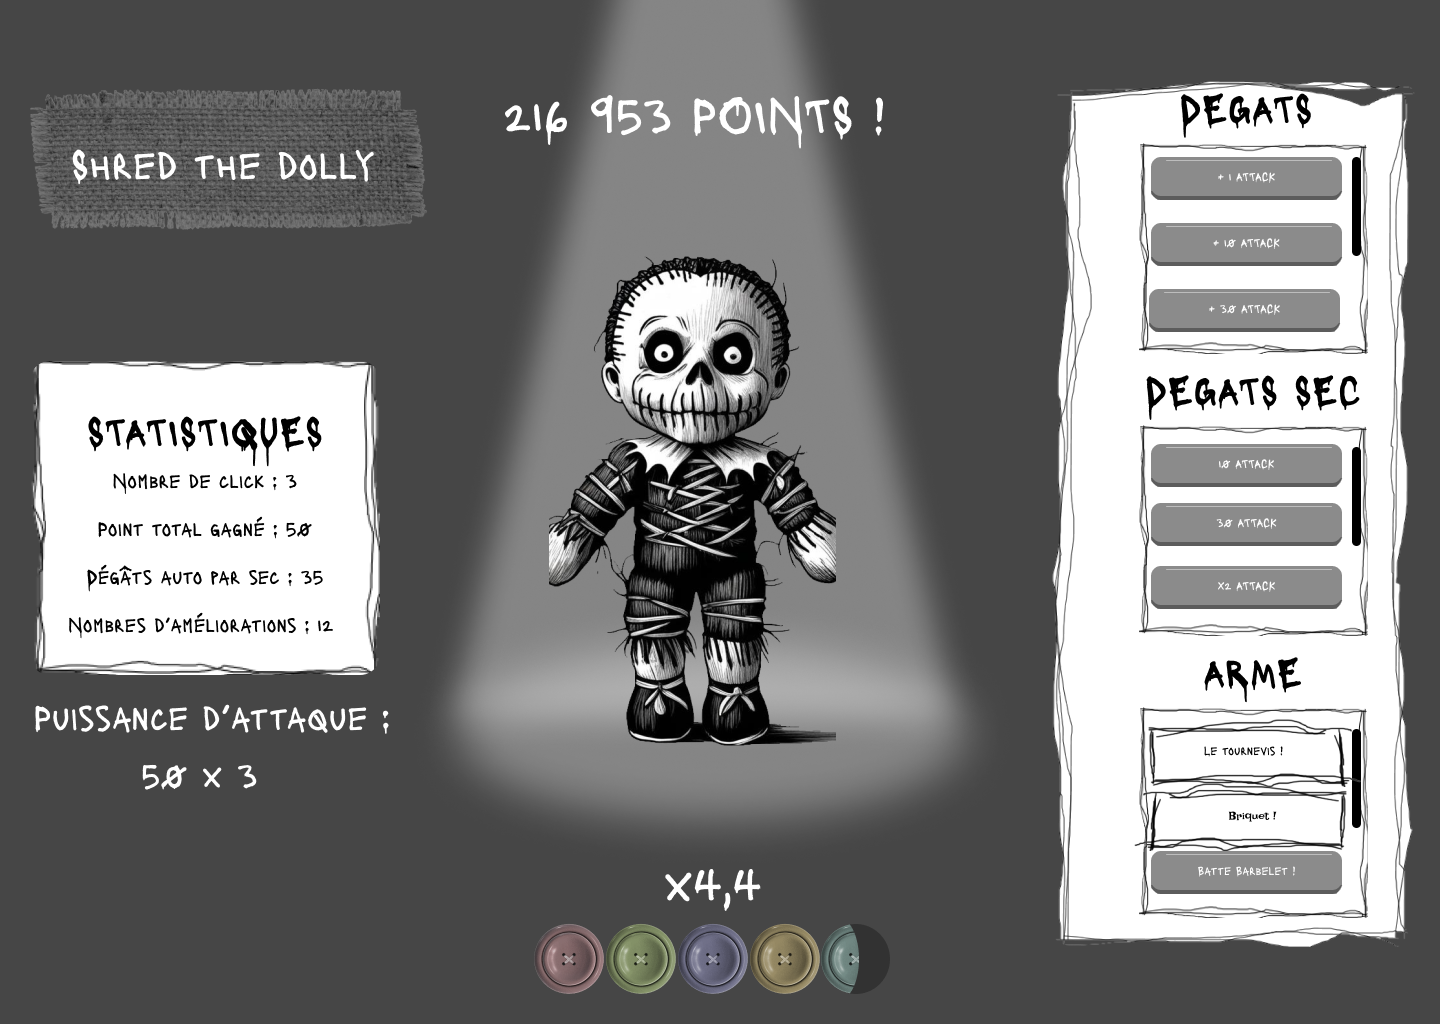 SHRED THE DOLLY
216 953 POINTS !
STATISTIQUES
NOMBRE DE CLICK : 3
POINT TOTAL GAGNÉ : 50
DÉGÂTS AUTO PAR SEC : 35
NOMBRES D'AMÉLIORATIONS : 12
PUISSANCE D'ATTAQUE :
50 X 3
X4,4
DEGATS
+ 1 ATTACK
+ 10 ATTACK
+ 30 ATTACK
DEGATS SEC
10 ATTACK
30 ATTACK
X2 ATTACK
ARME
LE TOURNEVIS !
Briquet !
BATTE BARBELET !